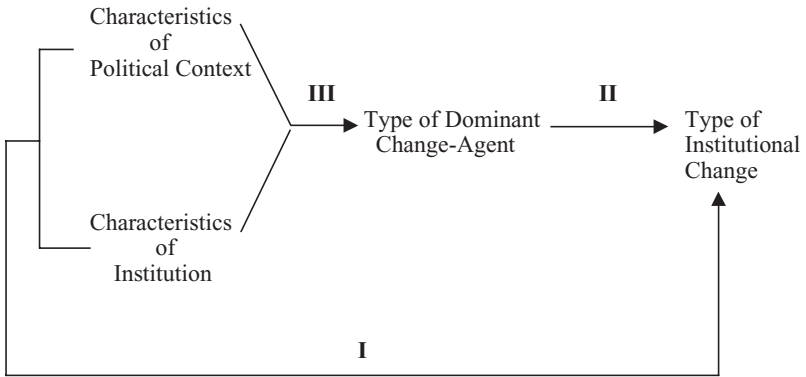 Characteristics
of
Political Context
III
II
Type of Dominant
Change-Agent
Type of
Institutional
Change
Characteristics
of
Institution
I